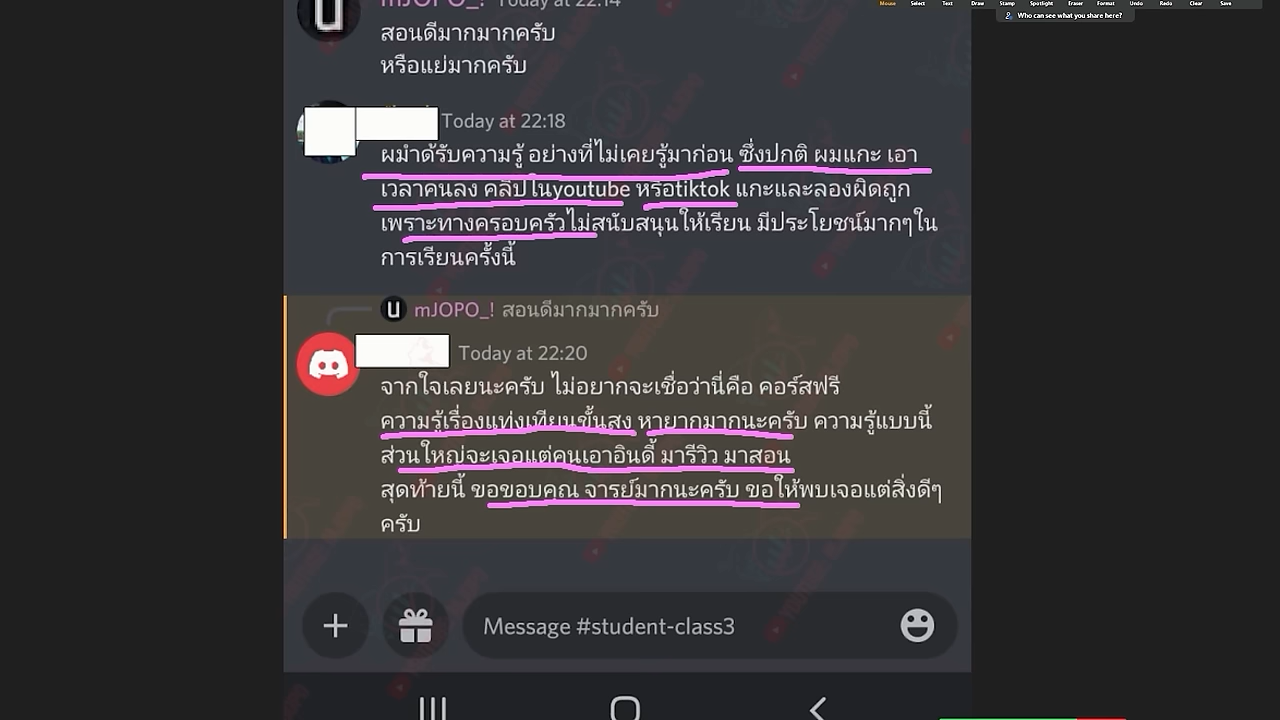 Mouse Select Text Draw Stamp Spotlight Eraser Format Undo Redo Clear Save
Who can see what you share here?
mJOPO_! Today at 22:14
สอนดีมากมากครับ
หรือแย่มากครับ
Today at 22:18
ผมำด้รับความรู้ อย่างที่ไม่เคยรู้มาก่อน ซึ่งปกติ ผมแกะ เอา
เวลาคนลง คลิปในyoutube หรือtiktok แกะและลองผิดถูก
เพราะทางครอบครัวไม่สนับสนุนให้เรียน มีประโยชน์มากๆใน
การเรียนครั้งนี้
mJOPO_! สอนดีมากมากครับ
Today at 22:20
จากใจเลยนะครับ ไม่อยากจะเชื่อว่านี่คือ คอร์สฟรี
ความรู้เรื่องแท่งเทียนขั้นสูง หายากมากนะครับ ความรู้แบบนี้
ส่วนใหญ่จะเจอแต่คนเอาอินดี้ มารีวิว มาสอน
สุดท้ายนี้ ขอขอบคุณ จารย์มากนะครับ ขอให้พบเจอแต่สิ่งดีๆ
ครับ
Message #student-class3